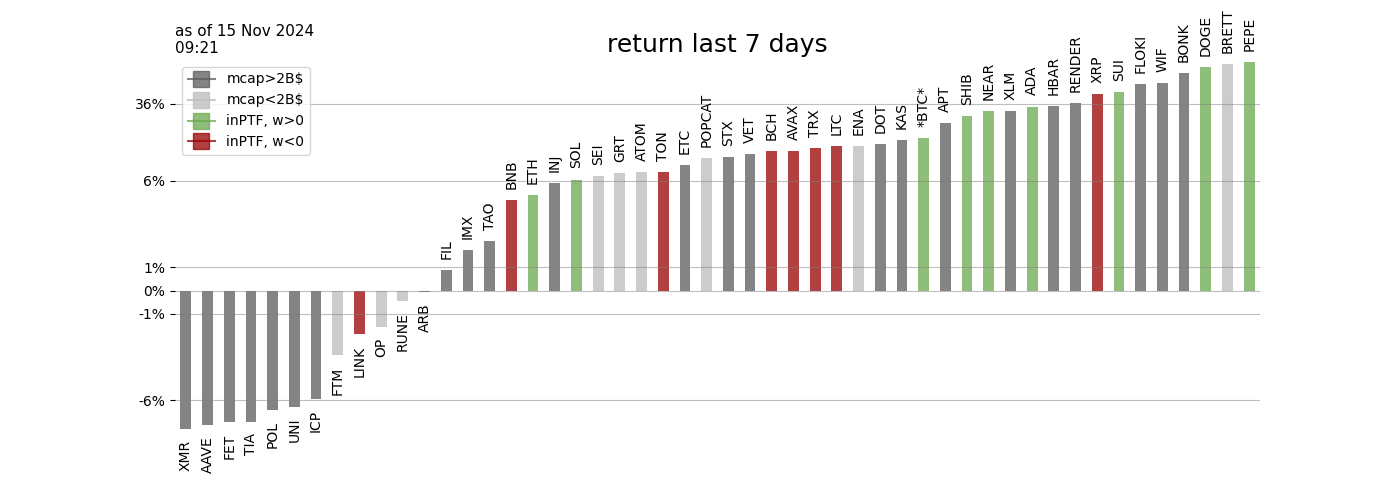 as of 15 Nov 2024
09:21
return last 7 days
mcap>2B$
mcap<2B$
inPTF, w>0
inPTF, w<0
36%
6%
1%
0%
-1%
-6%
XMR
AAVE
FET
TIA
POL
UNI
ICP
FTM
LINK
OP
RUNE
ARB
FIL
IMX
TAO
BNB
ETH
INJ
SOL
SEI
GRT
ATOM
TON
ETC
POPCAT
STX
VET
BCH
AVAX
TRX
LTC
ENA
DOT
KAS
*BTC*
APT
SHIB
NEAR
XLM
ADA
HBAR
RENDER
XRP
SUI
FLOKI
WIF
BONK
DOGE
BRETT
PEPE